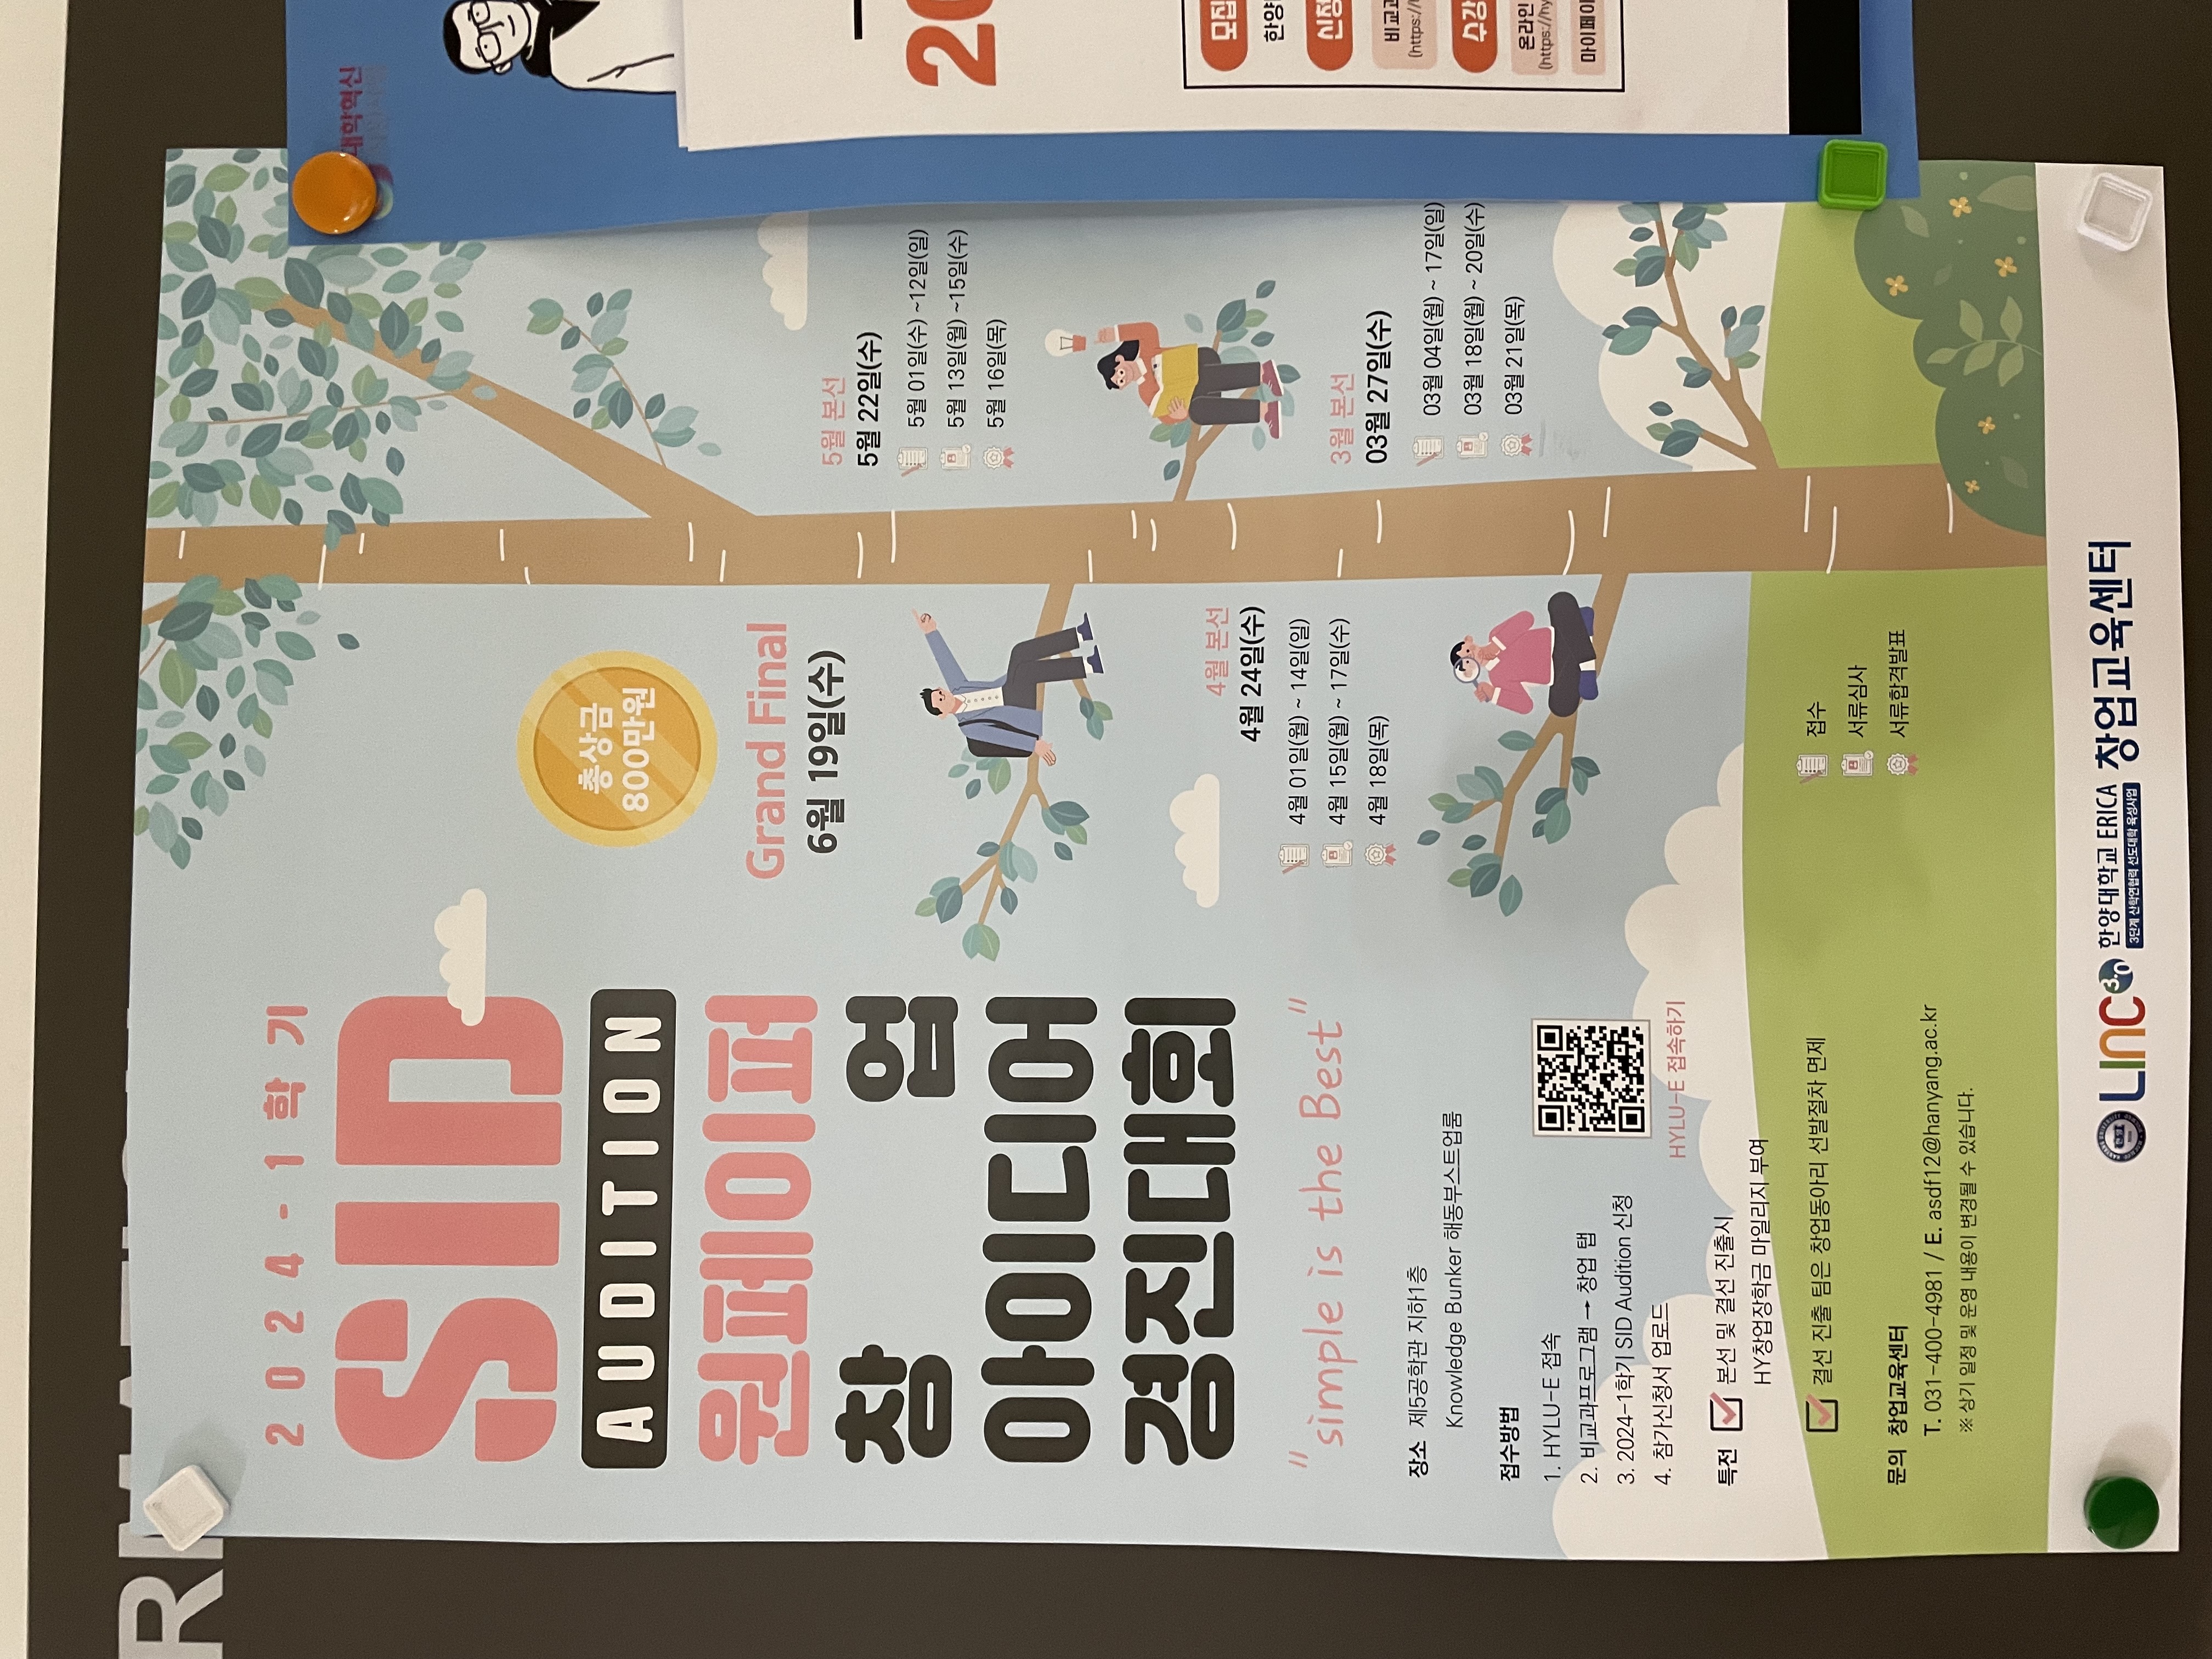 RMATION
2024-1학기
SID
AUDITION
원페이퍼
창업
아이디어
경진대회
"simple is the Best"
총상금
800만원
Grand Final
6월 19일(수)
5월 본선
5월 22일(수)
5월 01일(수) ~12일(일)
5월 13일(월) ~15일(수)
5월 16일(목)
4월 본선
4월 24일(수)
4월 01일(월) ~ 14일(일)
4월 15일(월) ~ 17일(수)
4월 18일(목)
3월 본선
03월 27일(수)
03월 04일(월) ~ 17일(일)
03월 18일(월) ~ 20일(수)
03월 21일(목)
장소 제5공학관 지하1층
Knowledge Bunker 해동부스트업룸
접수방법
1. HYLU-E 접속
2. 비교과프로그램 → 창업 탭
3. 2024-1학기 SID Audition 신청
4. 참가신청서 업로드
HYLU-E 접속하기
특전 본선 및 결선 진출시
HY창업장학금 마일리지 부여
결선 진출 팀은 창업동아리 선발절차 면제
접수
서류심사
서류합격발표
문의 창업교육센터
T. 031-400-4981 / E. asdf12@hanyang.ac.kr
※ 상기 일정 및 운영 내용이 변경될 수 있습니다.
LINC 3.0 한양대학교 ERICA 창업교육센터
3단계 산학연협력 선도대학 육성사업
대학혁신
20
모집
한양
신청
비교과
(https://h
수강
온라인
(https://hy
마이페이